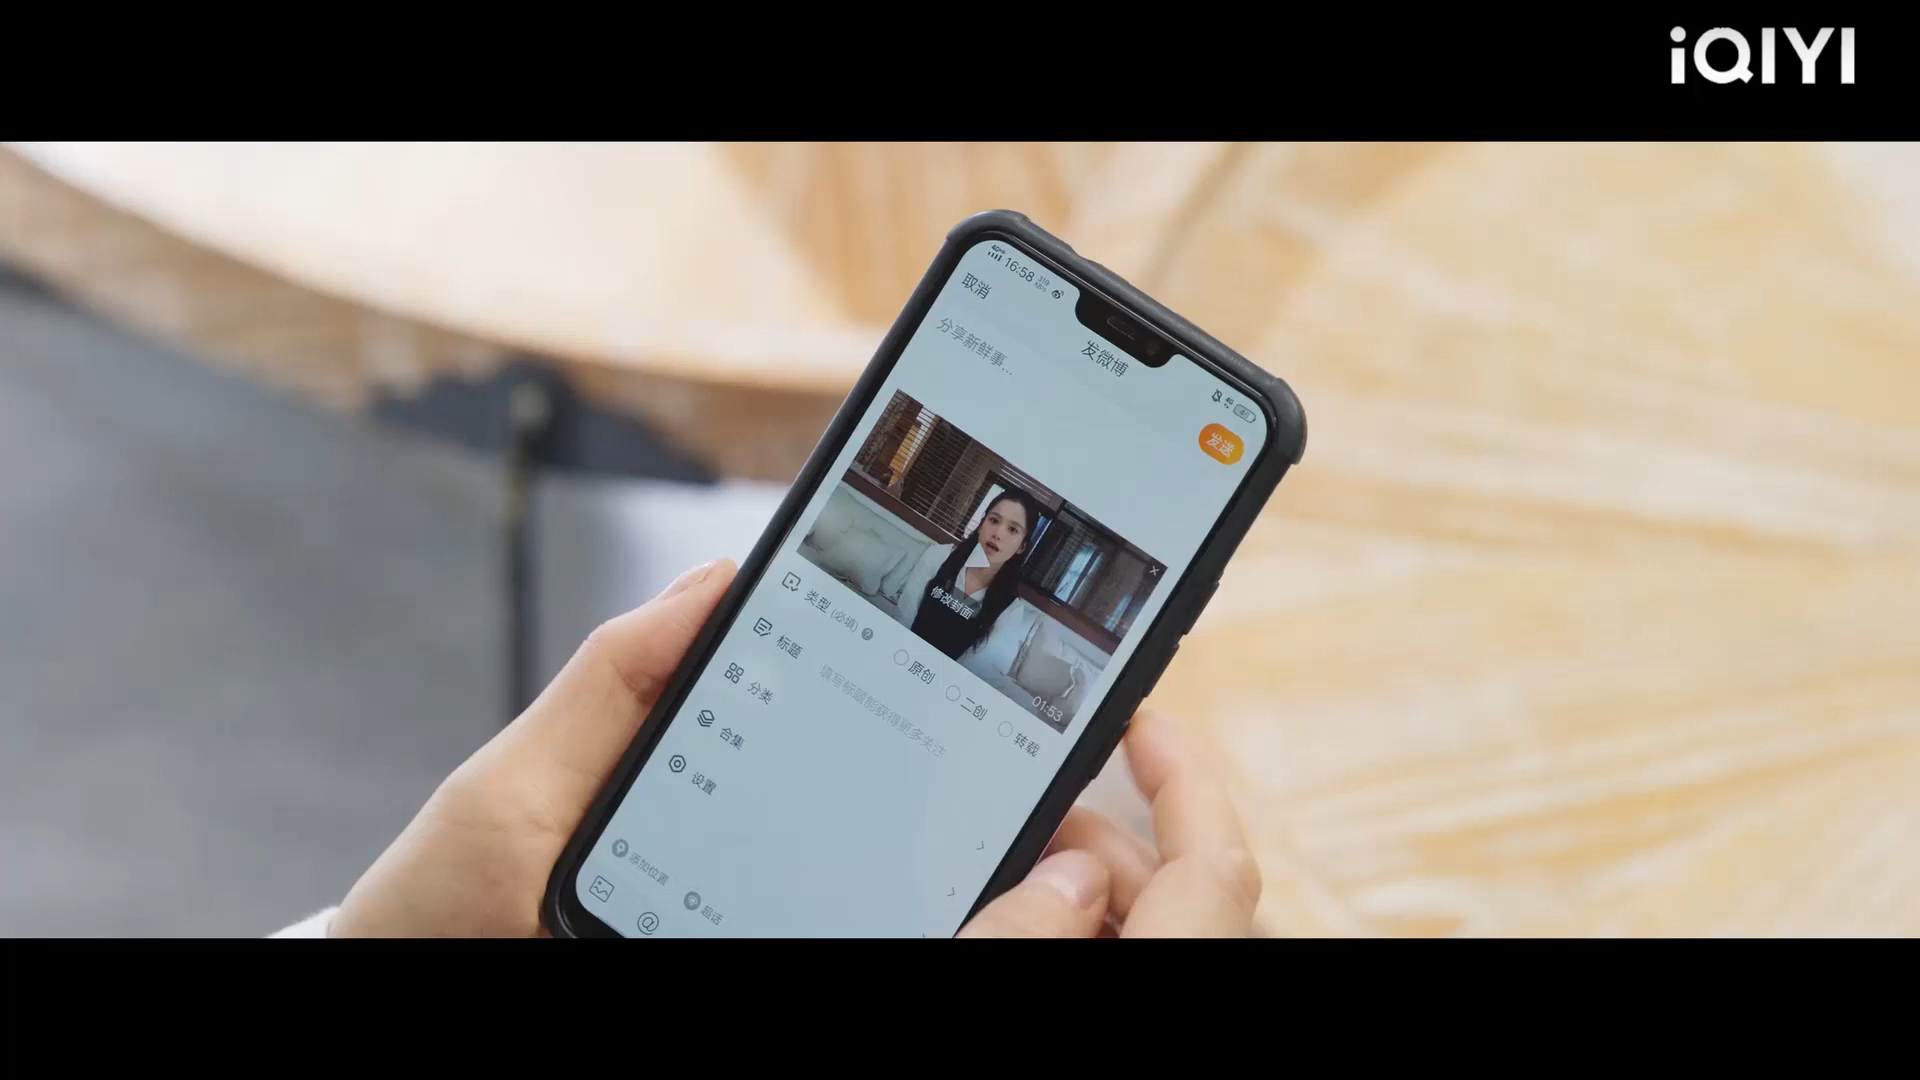 iQIYI
16:58
取消
发微博
分享新鲜事...
发送
修改封面
01:53
类型 (必填)
原创
二创
转载
标题
填写标题能获得更多关注
分类
合集
设置
添加位置
超话
@